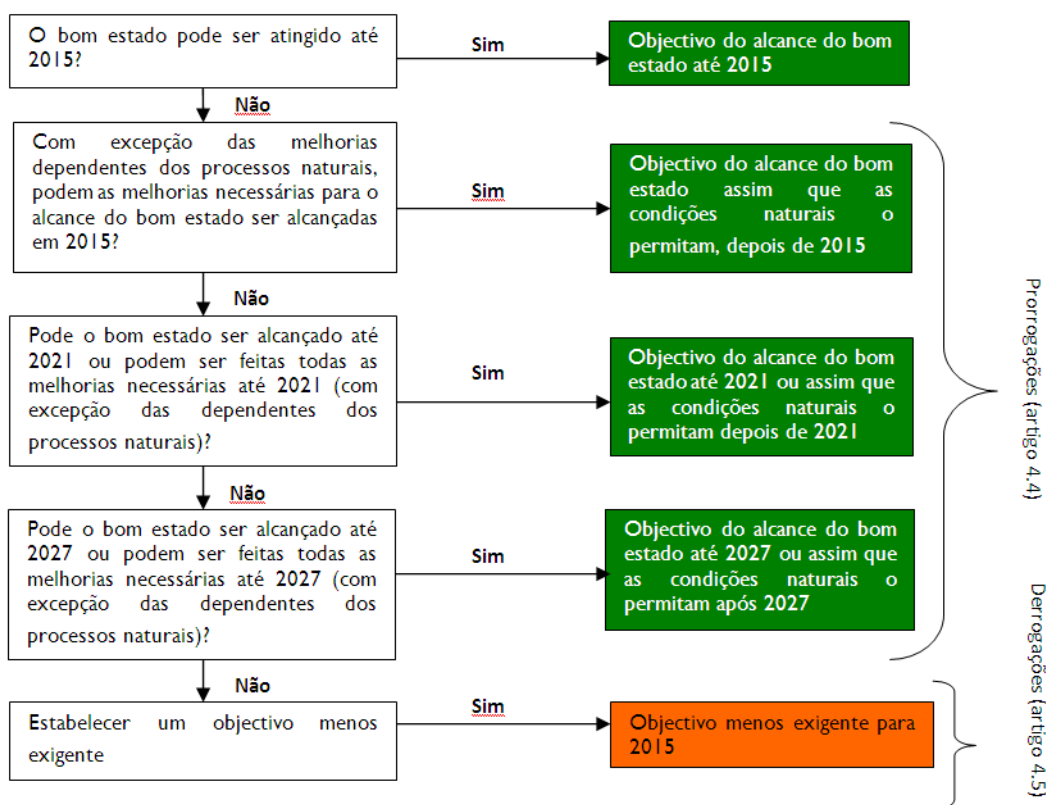 O bom estado pode ser atingido até
2015?
Sim
Objectivo do alcance do bom
estado até 2015
Não
Com excepção das melhorias
dependentes dos processos naturais,
podem as melhorias necessárias para o
alcance do bom estado ser alcançadas
em 2015?
Sim
Objectivo do alcance do bom
estado assim que as
condições naturais o
permitam, depois de 2015
Não
Pode o bom estado ser alcançado até
2021 ou podem ser feitas todas as
melhorias necessárias até 2021 (com
excepção das dependentes dos
processos naturais)?
Sim
Objectivo do alcance do bom
estado até 2021 ou assim que
as condições naturais o
permitam depois de 2021
Não
Pode o bom estado ser alcançado até
2027 ou podem ser feitas todas as
melhorias necessárias até 2027 (com
excepção das dependentes dos
processos naturais)?
Sim
Objectivo do alcance do bom
estado até 2027 ou assim que
as condições naturais o
permitam após 2027
Não
Estabelecer um objectivo menos
exigente
Sim
Objectivo menos exigente para
2015
Prorrogações (artigo 4.4)
Derrogações (artigo 4.5)